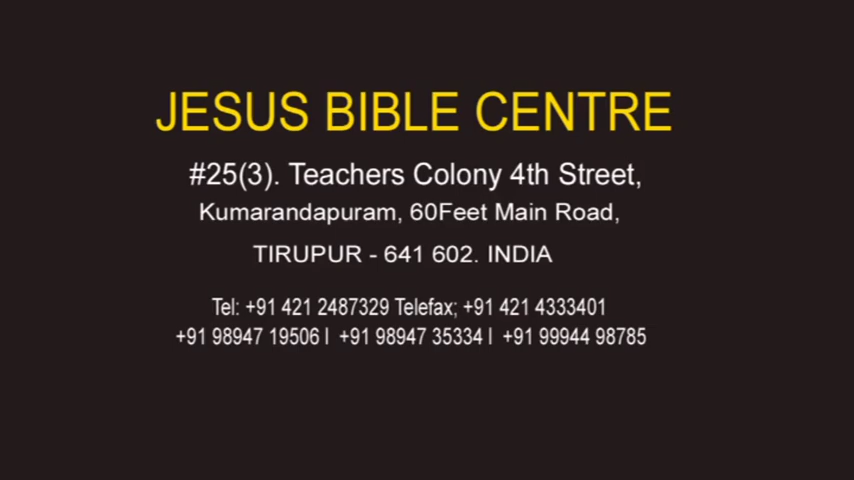 JESUS BIBLE CENTRE
#25(3). Teachers Colony 4th Street,
Kumarandapuram, 60Feet Main Road,
TIRUPUR - 641 602. INDIA
Tel: +91 421 2487329 Telefax; +91 421 4333401
+91 98947 19506 l  +91 98947 35334 l  +91 99944 98785